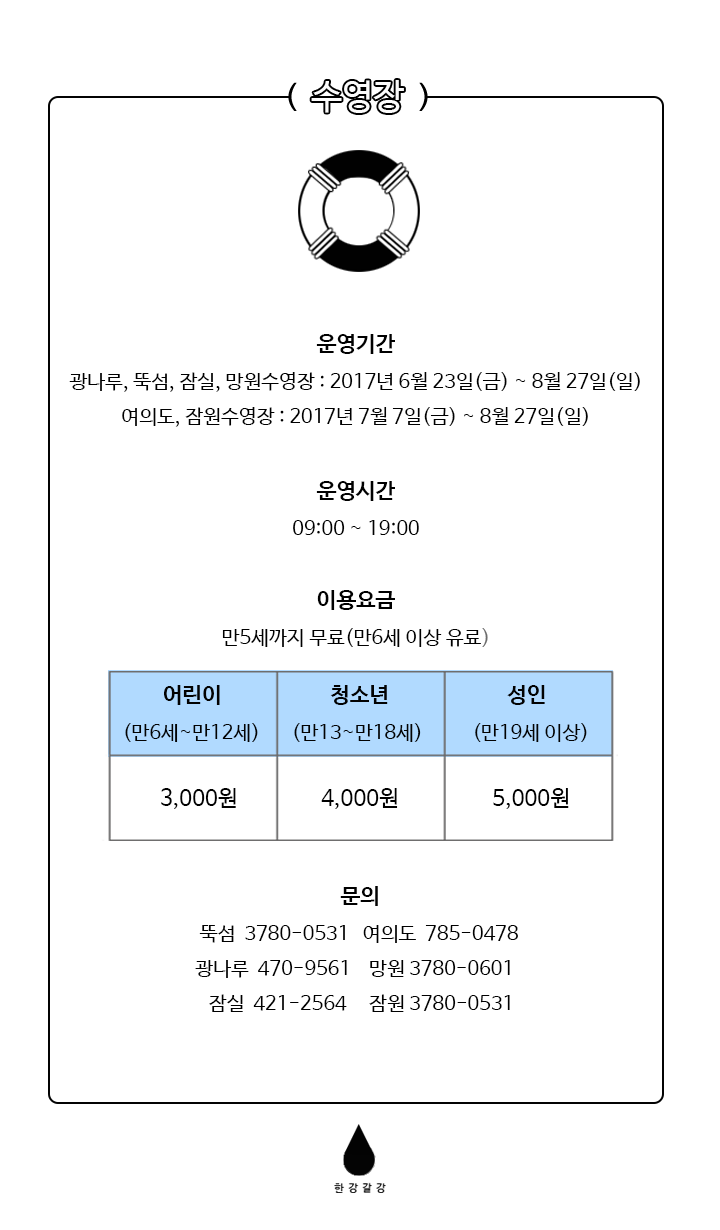 ( 수영장 )
운영기간
광나루, 뚝섬, 잠실, 망원수영장 : 2017년 6월 23일(금) ~ 8월 27일(일)
여의도, 잠원수영장 : 2017년 7월 7일(금) ~ 8월 27일(일)
운영시간
09:00 ~ 19:00
이용요금
만5세까지 무료(만6세 이상 유료)
어린이 청소년 성인
(만6세~만12세) (만13~만18세) (만19세 이상)
3,000원 4,000원 5,000원
문의
뚝섬 3780-0531 여의도 785-0478
광나루 470-9561 망원 3780-0601
잠실 421-2564 잠원 3780-0531
한강갈강